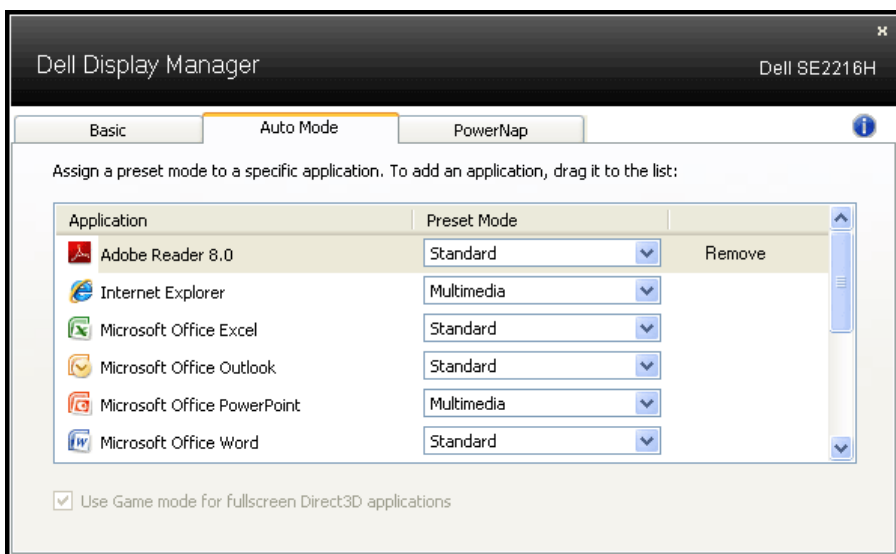 Dell Display Manager
Dell SE2216H
Basic Auto Mode PowerNap
Assign a preset mode to a specific application. To add an application, drag it to the list:
Application Preset Mode
Adobe Reader 8.0 Standard Remove
Internet Explorer Multimedia
Microsoft Office Excel Standard
Microsoft Office Outlook Standard
Microsoft Office PowerPoint Multimedia
Microsoft Office Word Standard
Use Game mode for fullscreen Direct3D applications